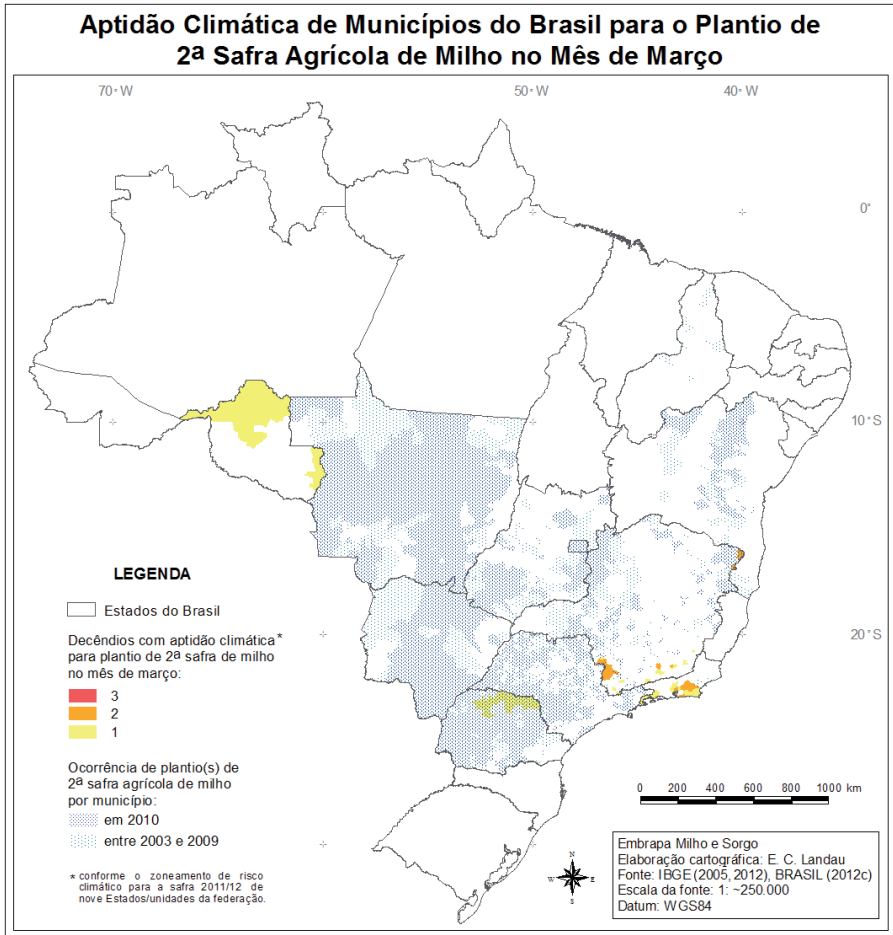 Aptidão Climática de Municípios do Brasil para o Plantio de
2ª Safra Agrícola de Milho no Mês de Março
70° W
50° W
40° W
0°
10° S
20° S
LEGENDA
Estados do Brasil
Decêndios com aptidão climática*
para plantio de 2ª safra de milho
no mês de março:
3
2
1
Ocorrência de plantio(s) de
2ª safra agrícola de milho
por município:
em 2010
entre 2003 e 2009
* conforme o zoneamento de risco
climático para a safra 2011/12 de
nove Estados/unidades da federação.
0 200 400 600 800 1000 km
N
W E
S
Embrapa Milho e Sorgo
Elaboração cartográfica: E. C. Landau
Fonte: IBGE (2005, 2012), BRASIL (2012c)
Escala da fonte: 1: ~250.000
Datum: WGS84